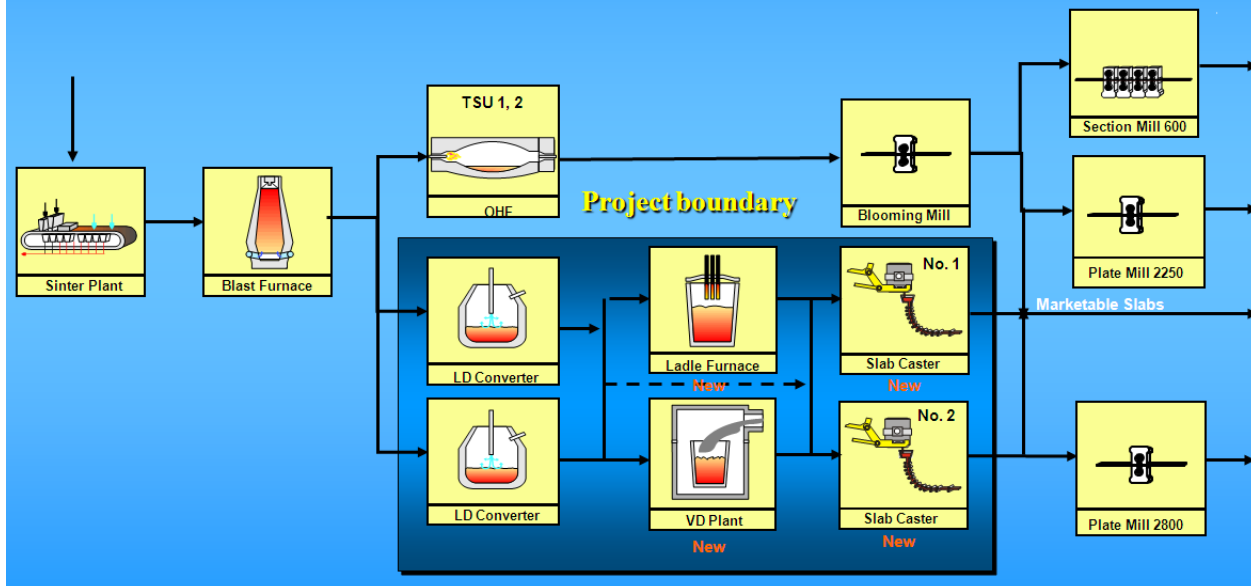 TSU 1, 2
OHF
Blooming Mill
Section Mill 600
Plate Mill 2250
Sinter Plant
Blast Furnace
Project boundary
LD Converter
Ladle Furnace
New
No. 1
Slab Caster
New
Marketable Slabs
LD Converter
VD Plant
New
No. 2
Slab Caster
New
Plate Mill 2800